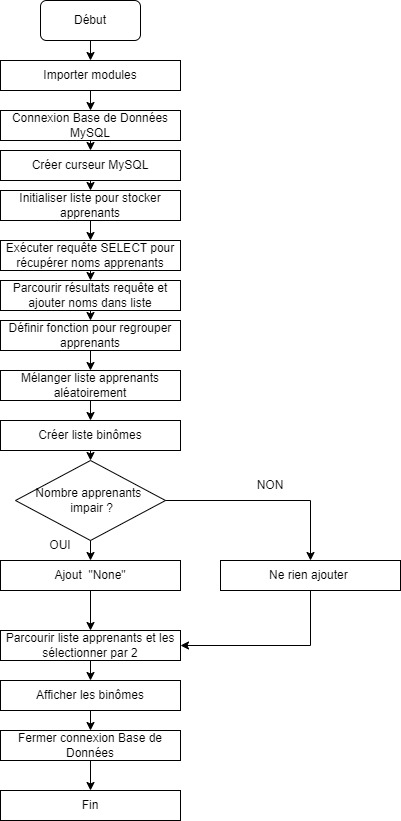 Début
Importer modules
Connexion Base de Données
MySQL
Créer curseur MySQL
Initialiser liste pour stocker
apprenants
Exécuter requête SELECT pour
récupérer noms apprenants
Parcourir résultats requête et
ajouter noms dans liste
Définir fonction pour regrouper
apprenants
Mélanger liste apprenants
aléatoirement
Créer liste binômes
Nombre apprenants
impair ?
NON
OUI
Ajout "None"
Ne rien ajouter
Parcourir liste apprenants et les
sélectionner par 2
Afficher les binômes
Fermer connexion Base de
Données
Fin